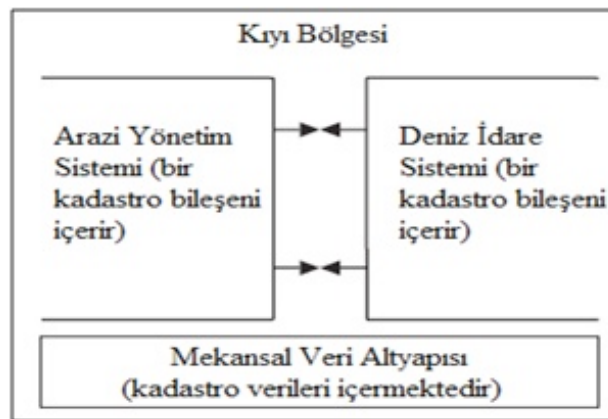 Kıyı Bölgesi
Arazi Yönetim
Sistemi (bir
kadastro bileşeni
içerir)
Deniz İdare
Sistemi (bir
kadastro bileşeni
içerir)
Mekansal Veri Altyapısı
(kadastro verileri içermektedir)